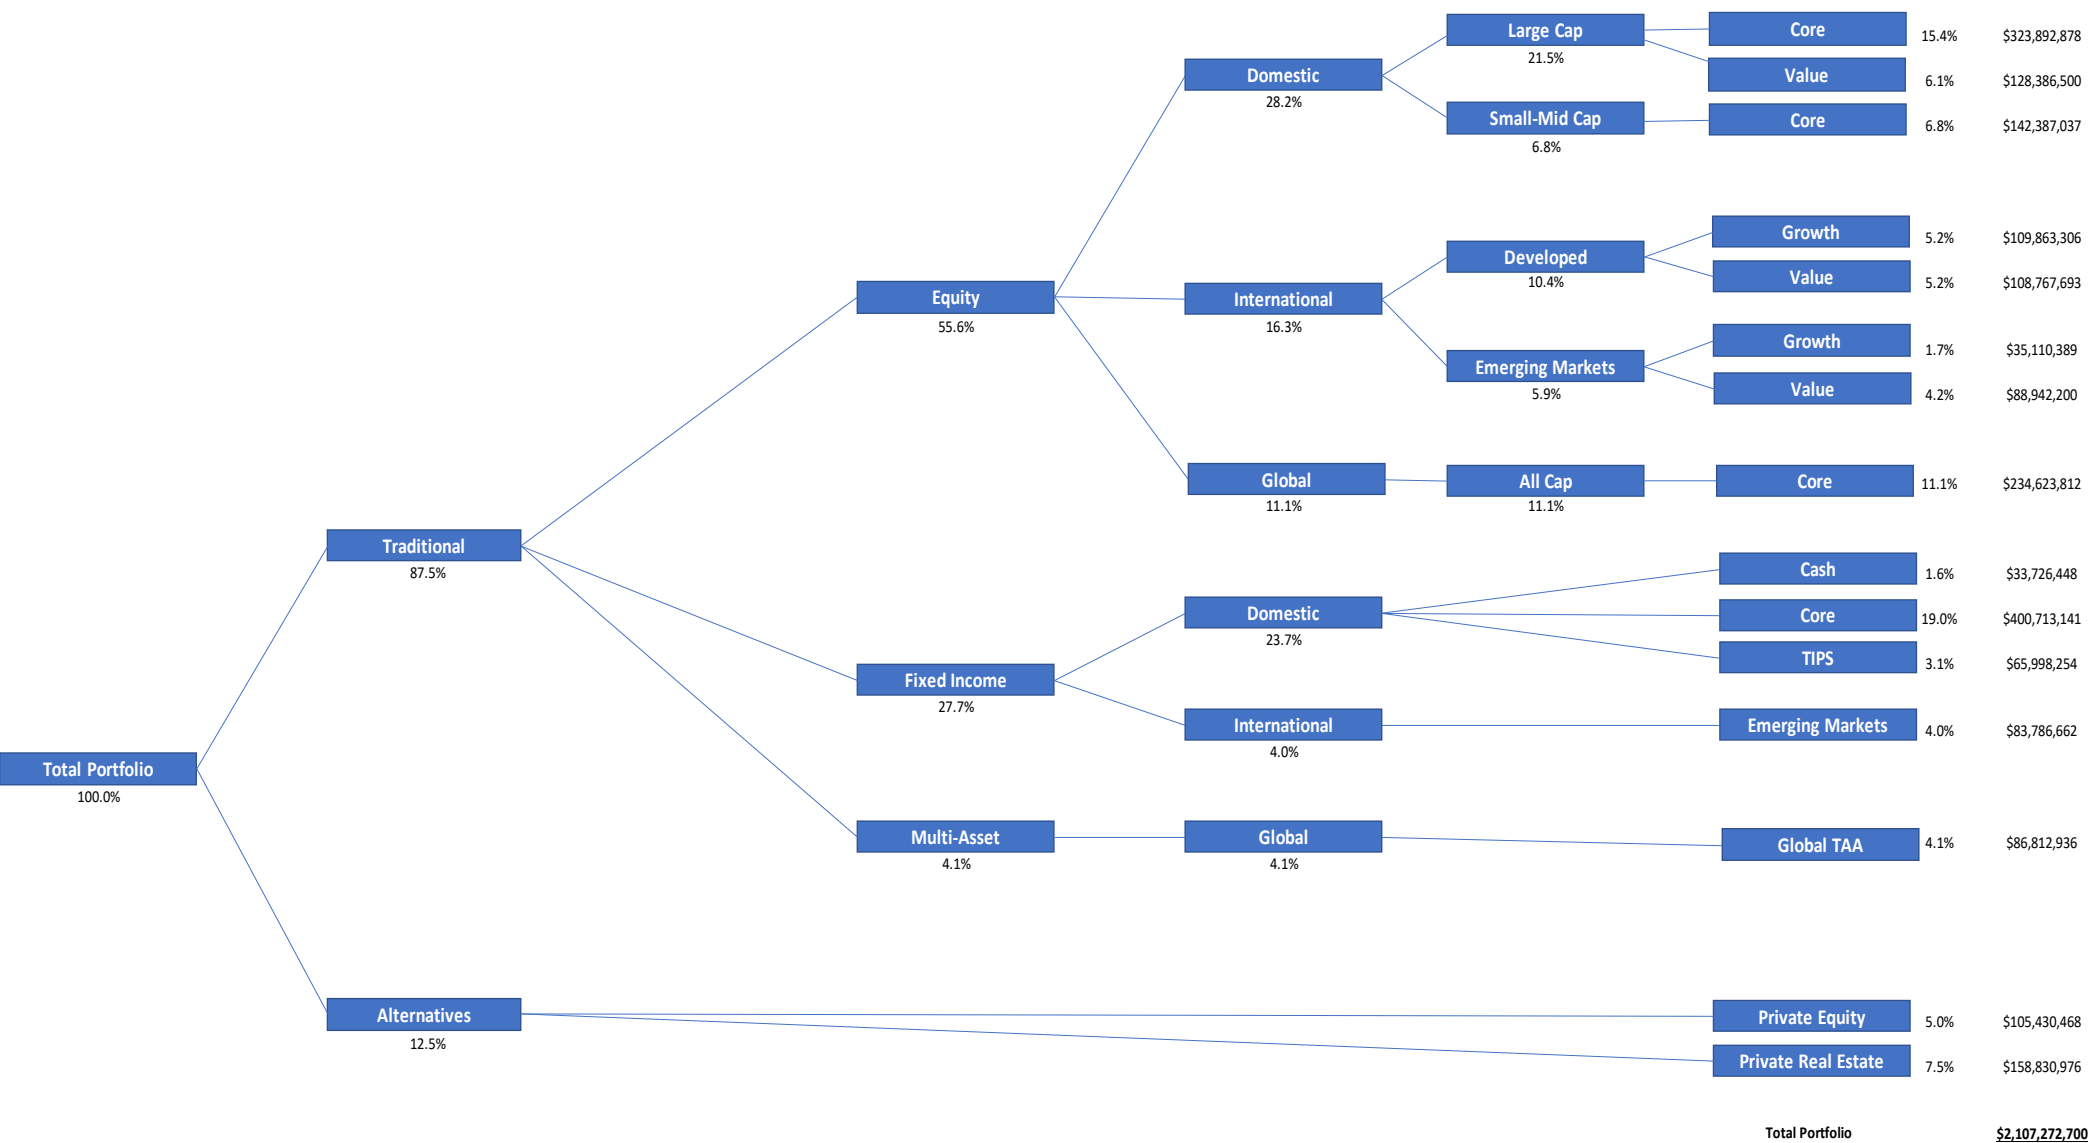 Large Cap
21.5%
Core
15.4%
$323,892,878
Domestic
28.2%
Value
6.1%
$128,386,500
Small-Mid Cap
6.8%
Core
6.8%
$142,387,037
Growth
5.2%
$109,863,306
Developed
10.4%
Value
5.2%
$108,767,693
Equity
55.6%
International
16.3%
Growth
1.7%
$35,110,389
Emerging Markets
5.9%
Value
4.2%
$88,942,200
Global
11.1%
All Cap
11.1%
Core
11.1%
$234,623,812
Traditional
87.5%
Cash
1.6%
$33,726,448
Domestic
23.7%
Core
19.0%
$400,713,141
TIPS
3.1%
$65,998,254
Fixed Income
27.7%
International
4.0%
Emerging Markets
4.0%
$83,786,662
Total Portfolio
100.0%
Multi-Asset
4.1%
Global
4.1%
Global TAA
4.1%
$86,812,936
Alternatives
12.5%
Private Equity
5.0%
$105,430,468
Private Real Estate
7.5%
$158,830,976
Total Portfolio
$2,107,272,700